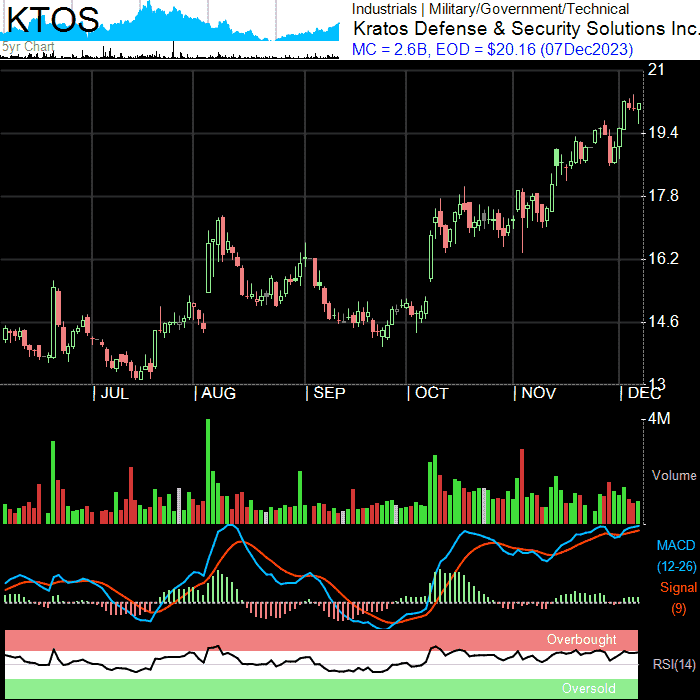 KTOS
5yr Chart
Industrials | Military/Government/Technical
Kratos Defense & Security Solutions Inc.
MC = 2.6B, EOD = $20.16 (07Dec2023)
21
19.4
17.8
16.2
14.6
13
| JUL | AUG | SEP | OCT | NOV | DEC
4M
Volume
MACD
(12-26)
Signal
(9)
Overbought
RSI(14)
Oversold